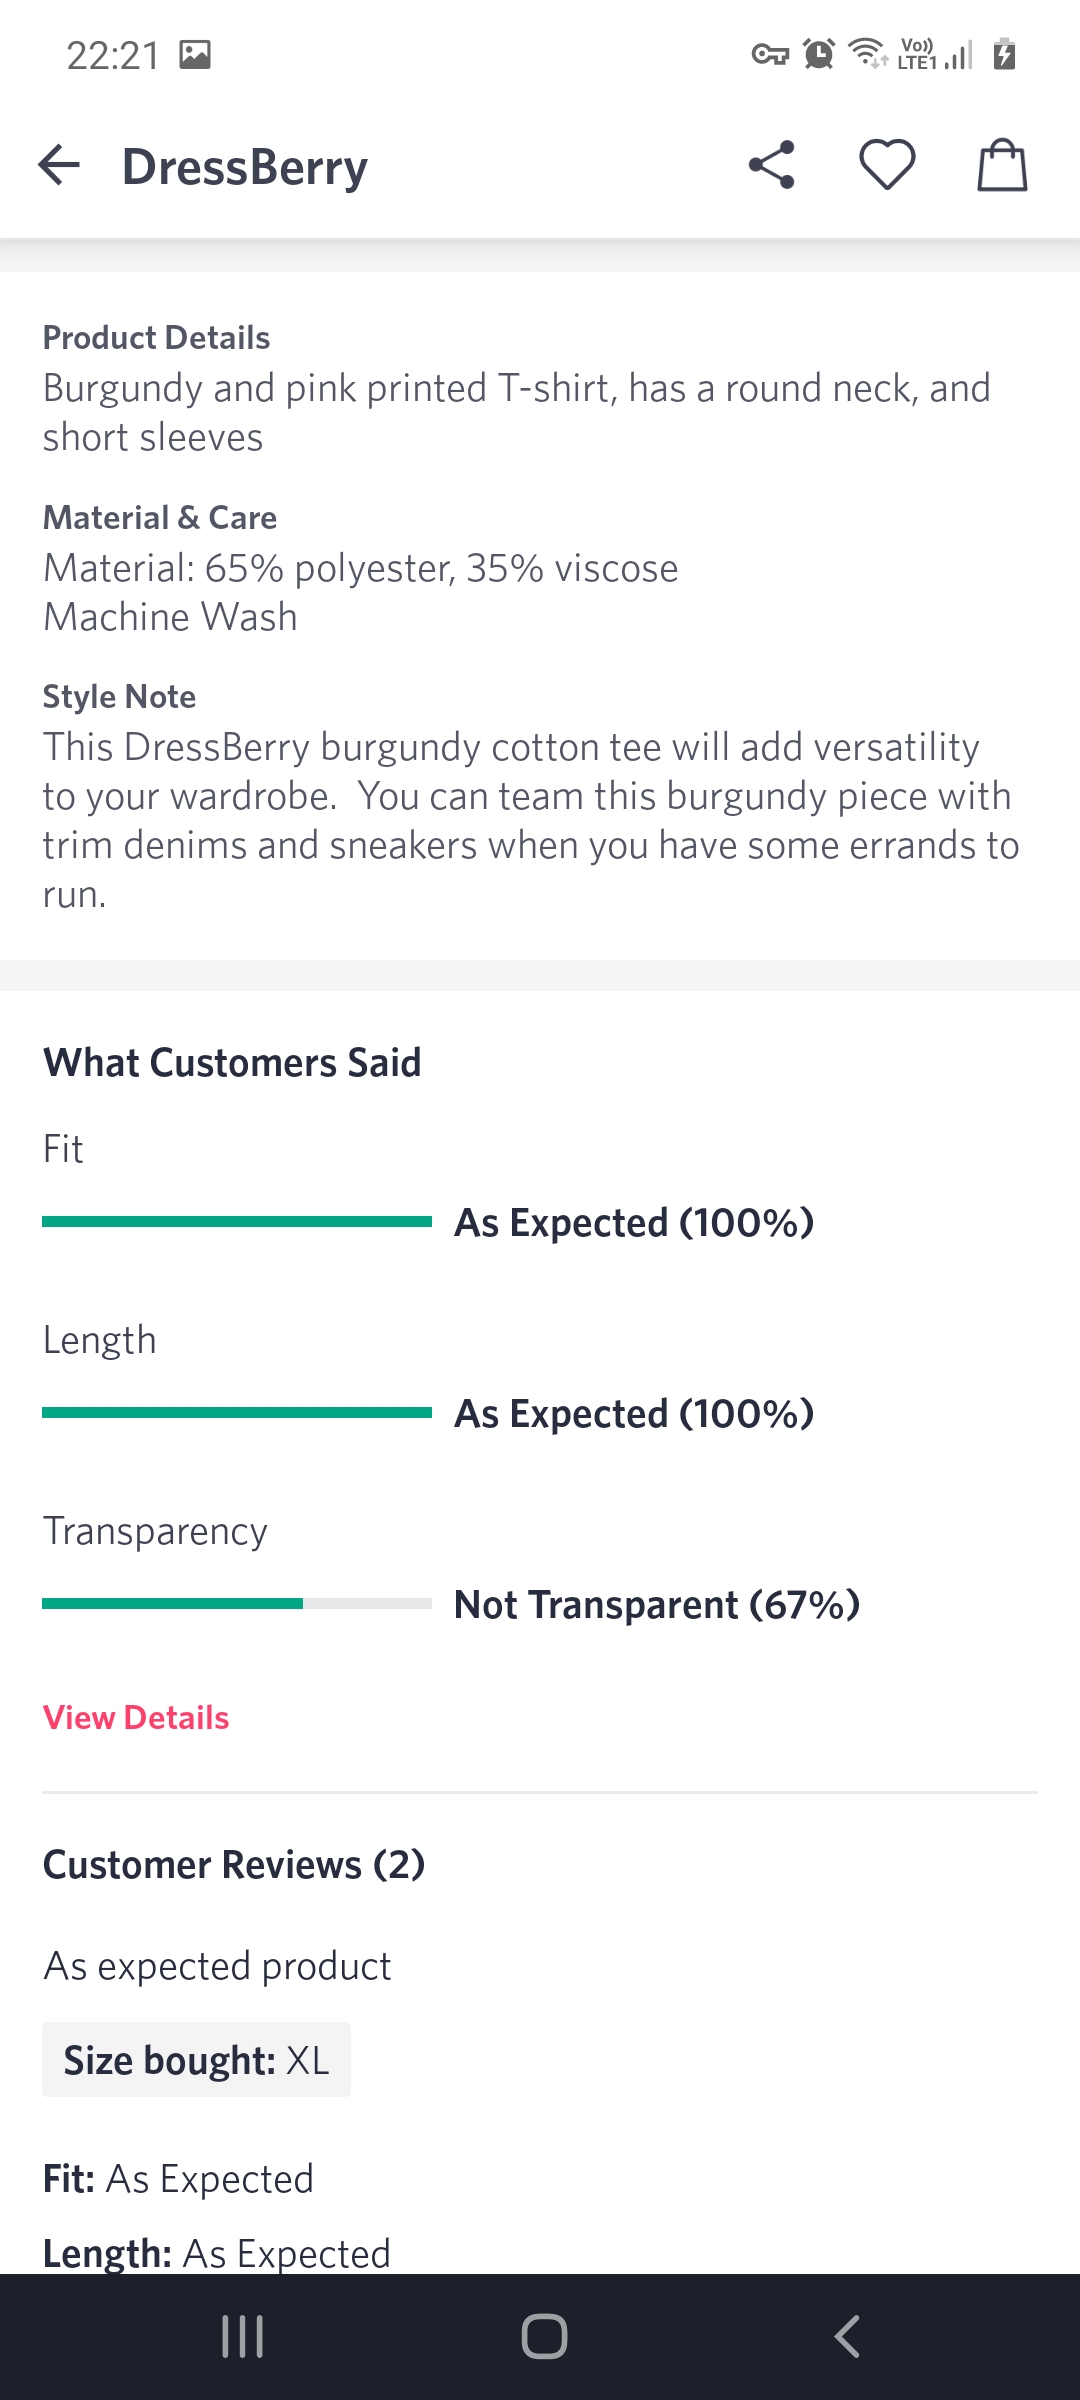 22:21
Vo)) LTE1
DressBerry
Product Details
Burgundy and pink printed T-shirt, has a round neck, and
short sleeves
Material & Care
Material: 65% polyester, 35% viscose
Machine Wash
Style Note
This DressBerry burgundy cotton tee will add versatility
to your wardrobe.  You can team this burgundy piece with
trim denims and sneakers when you have some errands to
run.
What Customers Said
Fit
As Expected (100%)
Length
As Expected (100%)
Transparency
Not Transparent (67%)
View Details
Customer Reviews (2)
As expected product
Size bought: XL
Fit: As Expected
Length: As Expected